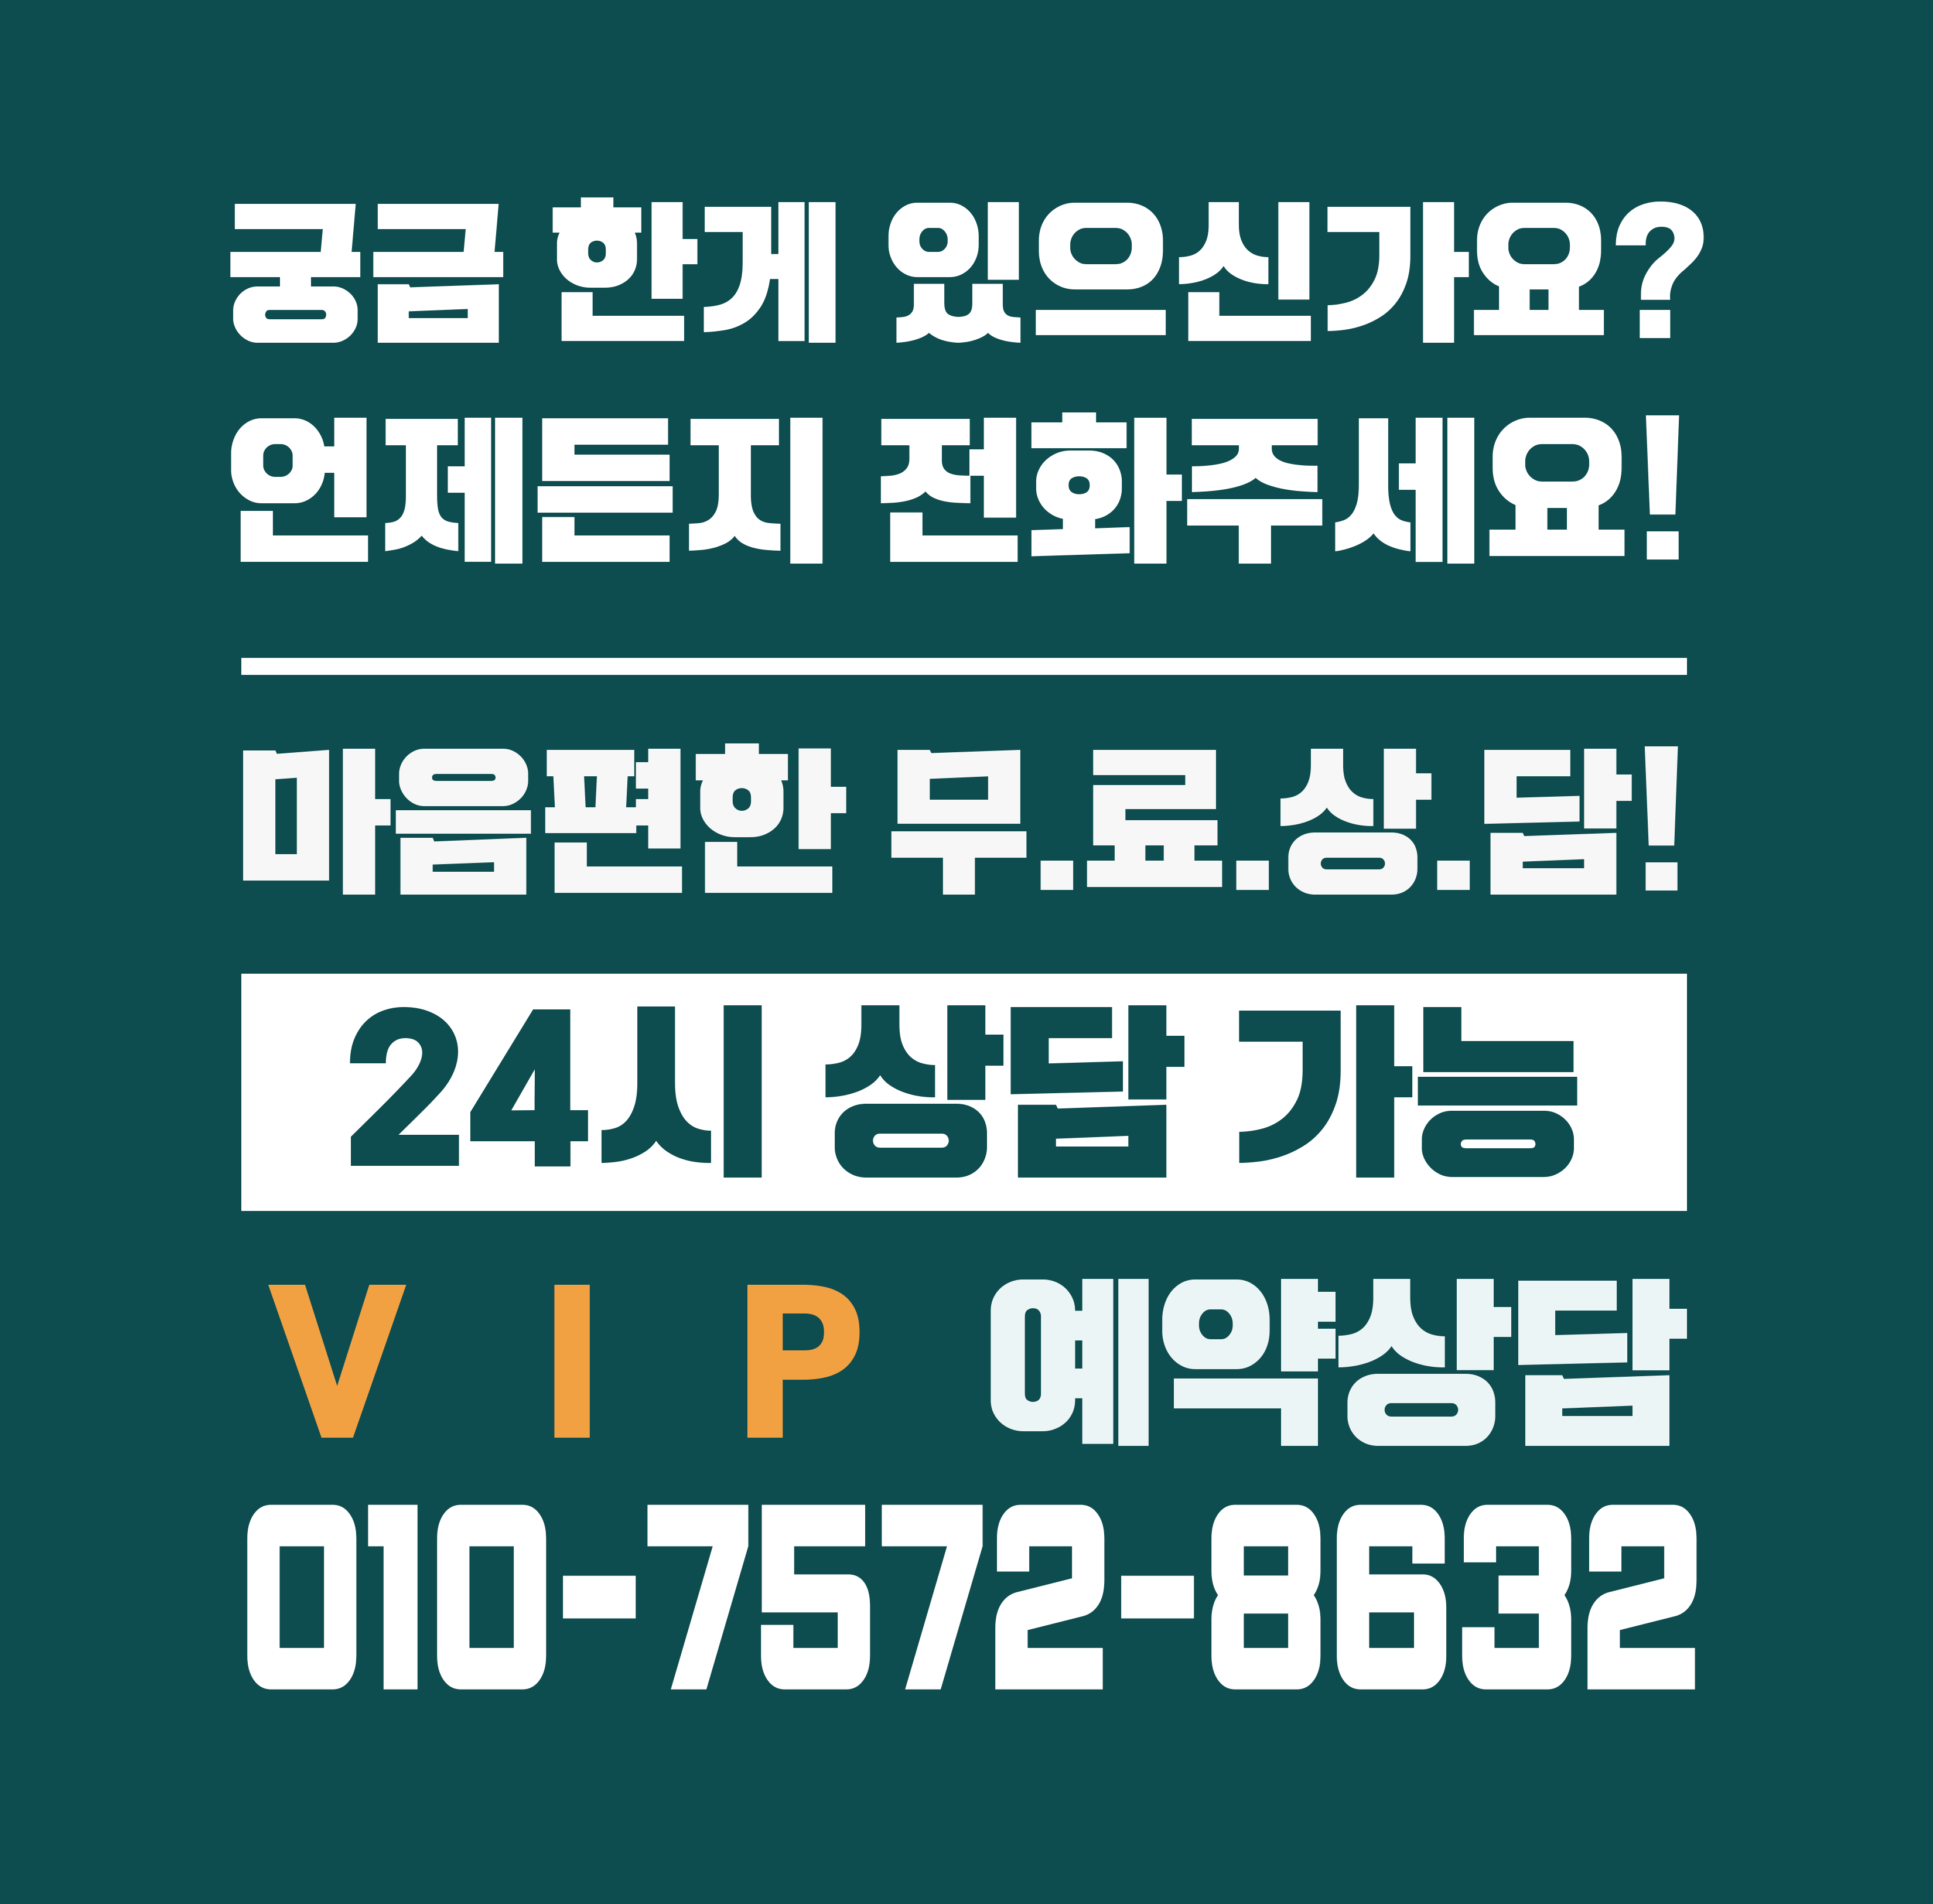 궁금 한게 있으신가요?
언제든지 전화주세요!
마음편한 무.료.상.담!
24시 상담 가능
V I P 예약상담
010-7572-8632